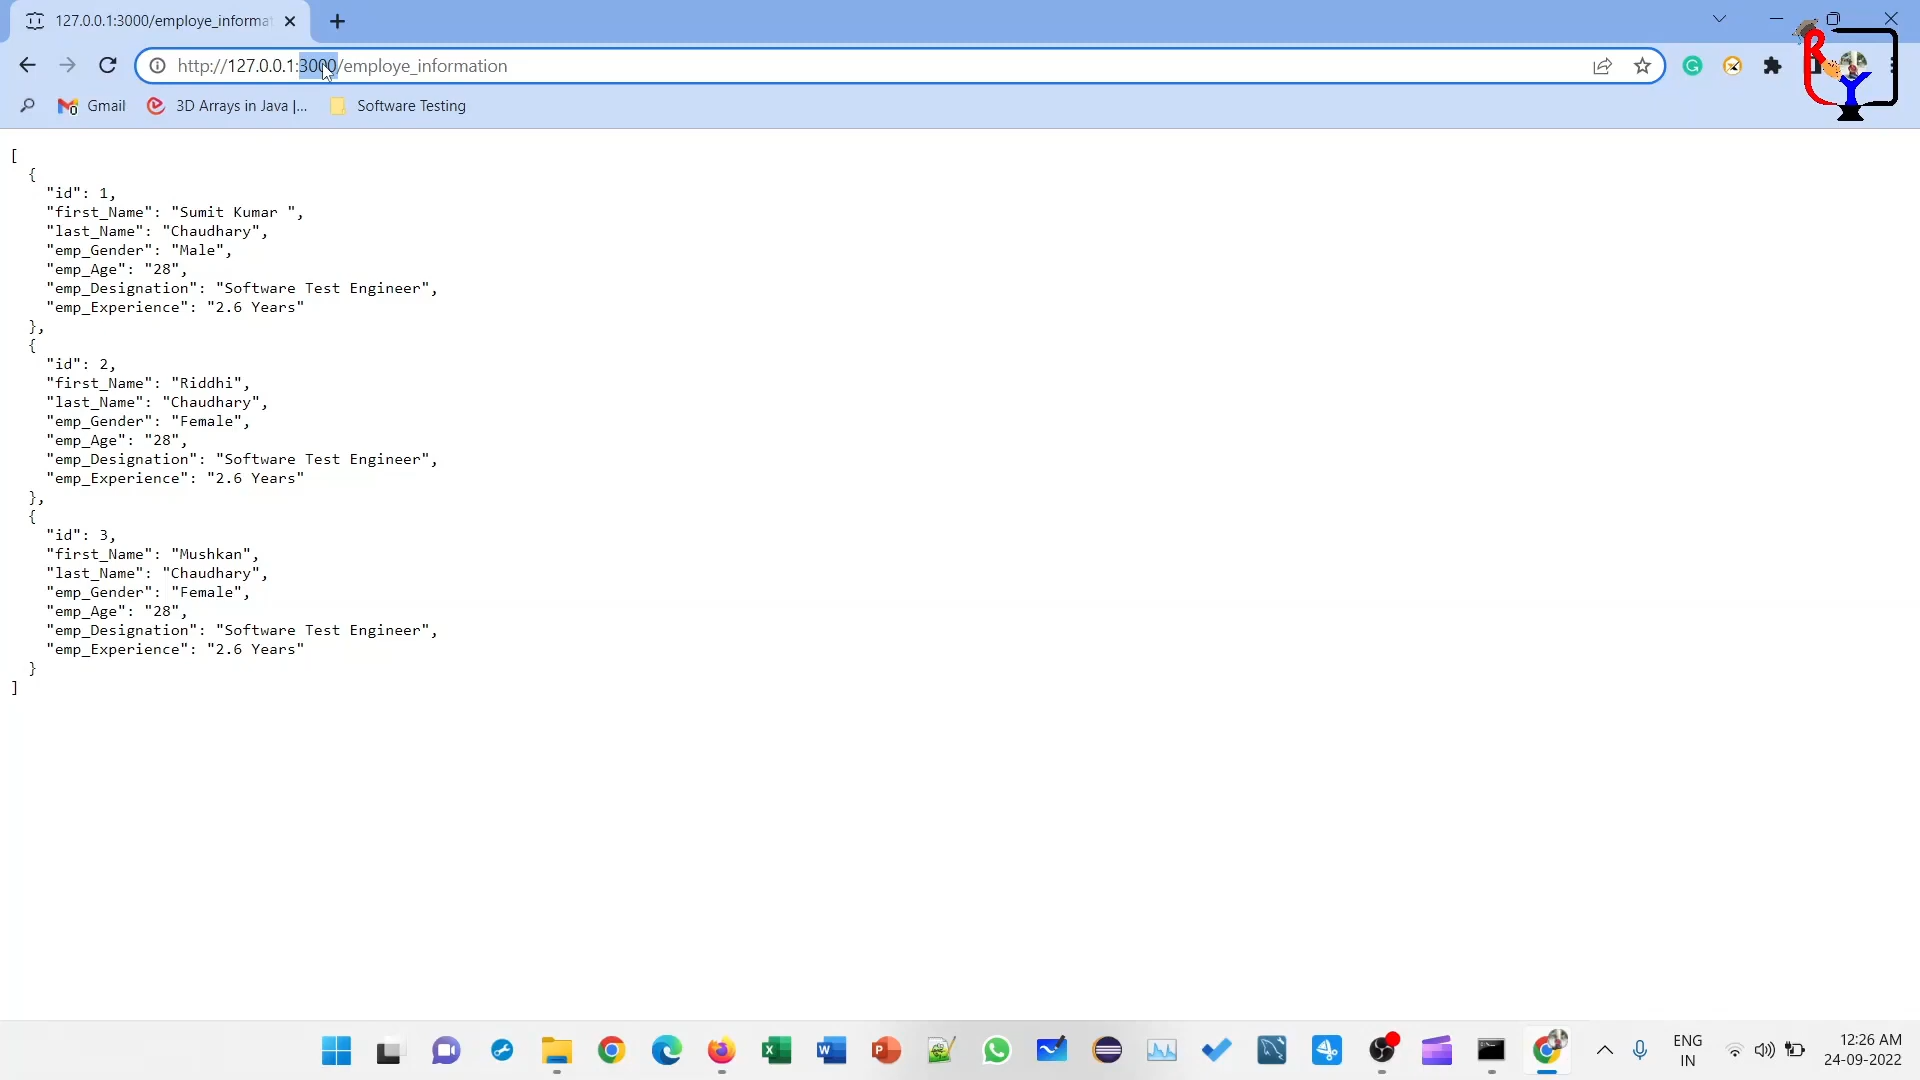 127.0.0.1:3000/employe_informa
http://127.0.0.1:3000/employe_information
Gmail
3D Arrays in Java |...
Software Testing
R
Y
[
{
"id": 1,
"first_Name": "Sumit Kumar ",
"last_Name": "Chaudhary",
"emp_Gender": "Male",
"emp_Age": "28",
"emp_Designation": "Software Test Engineer",
"emp_Experience": "2.6 Years"
},
{
"id": 2,
"first_Name": "Riddhi",
"last_Name": "Chaudhary",
"emp_Gender": "Female",
"emp_Age": "28",
"emp_Designation": "Software Test Engineer",
"emp_Experience": "2.6 Years"
},
{
"id": 3,
"first_Name": "Mushkan",
"last_Name": "Chaudhary",
"emp_Gender": "Female",
"emp_Age": "28",
"emp_Designation": "Software Test Engineer",
"emp_Experience": "2.6 Years"
}
]
ENG
IN
12:26 AM
24-09-2022